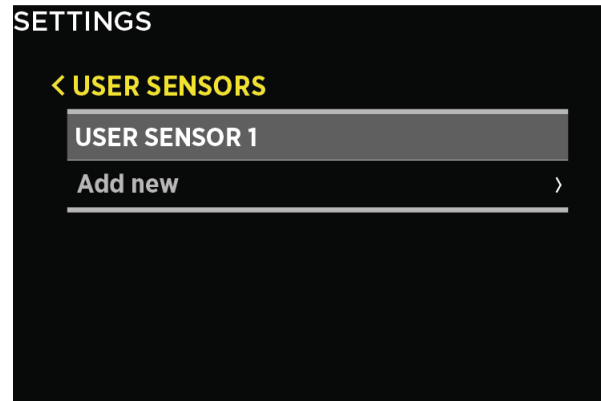 SETTINGS
< USER SENSORS
USER SENSOR 1
Add new >